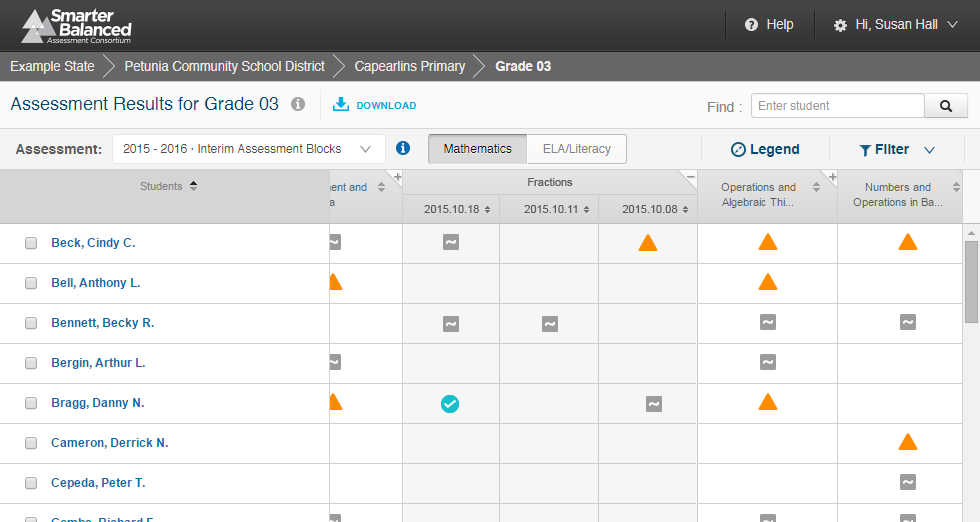 Smarter
Balanced
Assessment Consortium
Help
Hi, Susan Hall
Example State
Petunia Community School District
Capearlins Primary
Grade 03
Assessment Results for Grade 03
DOWNLOAD
Find :
Enter student
Assessment:
2015 - 2016 · Interim Assessment Blocks
Mathematics
ELA/Literacy
Legend
Filter
Students
ent and
a
Fractions
2015.10.18
2015.10.11
2015.10.08
Operations and
Algebraic Thi...
Numbers and
Operations in Ba...
Beck, Cindy C.
Bell, Anthony L.
Bennett, Becky R.
Bergin, Arthur L.
Bragg, Danny N.
Cameron, Derrick N.
Cepeda, Peter T.